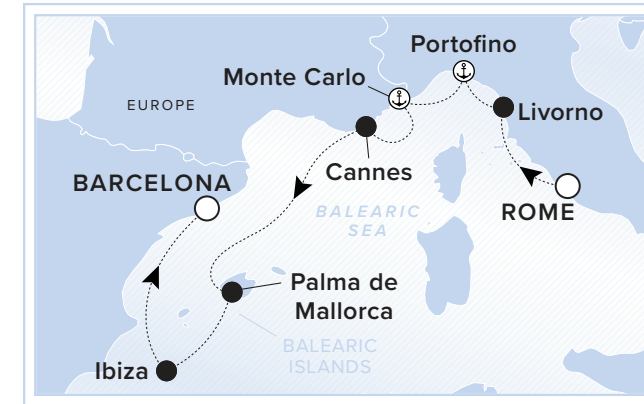 Portofino
Monte Carlo
EUROPE
Livorno
Cannes
BARCELONA
ROME
BALEARIC
SEA
Palma de
Mallorca
BALEARIC
ISLANDS
Ibiza